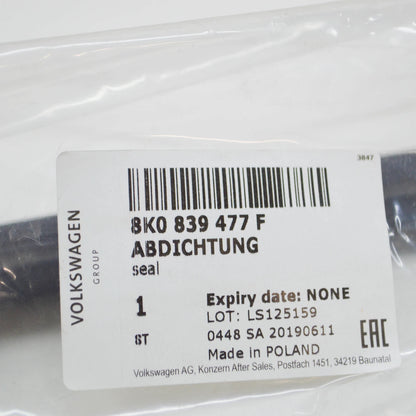 3847
8K0 839 477 F
ABDICHTUNG
seal
VOLKSWAGEN
GROUP
1
ST
Expiry date: NONE
LOT: LS125159
0448 SA 20190611
Made in POLAND
EAC
Volkswagen AG, Konzern After Sales, Postfach 1451, 34219 Baunatal